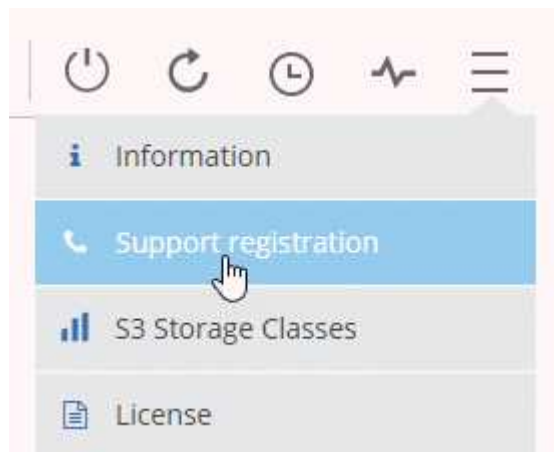 Information
Support registration
S3 Storage Classes
License